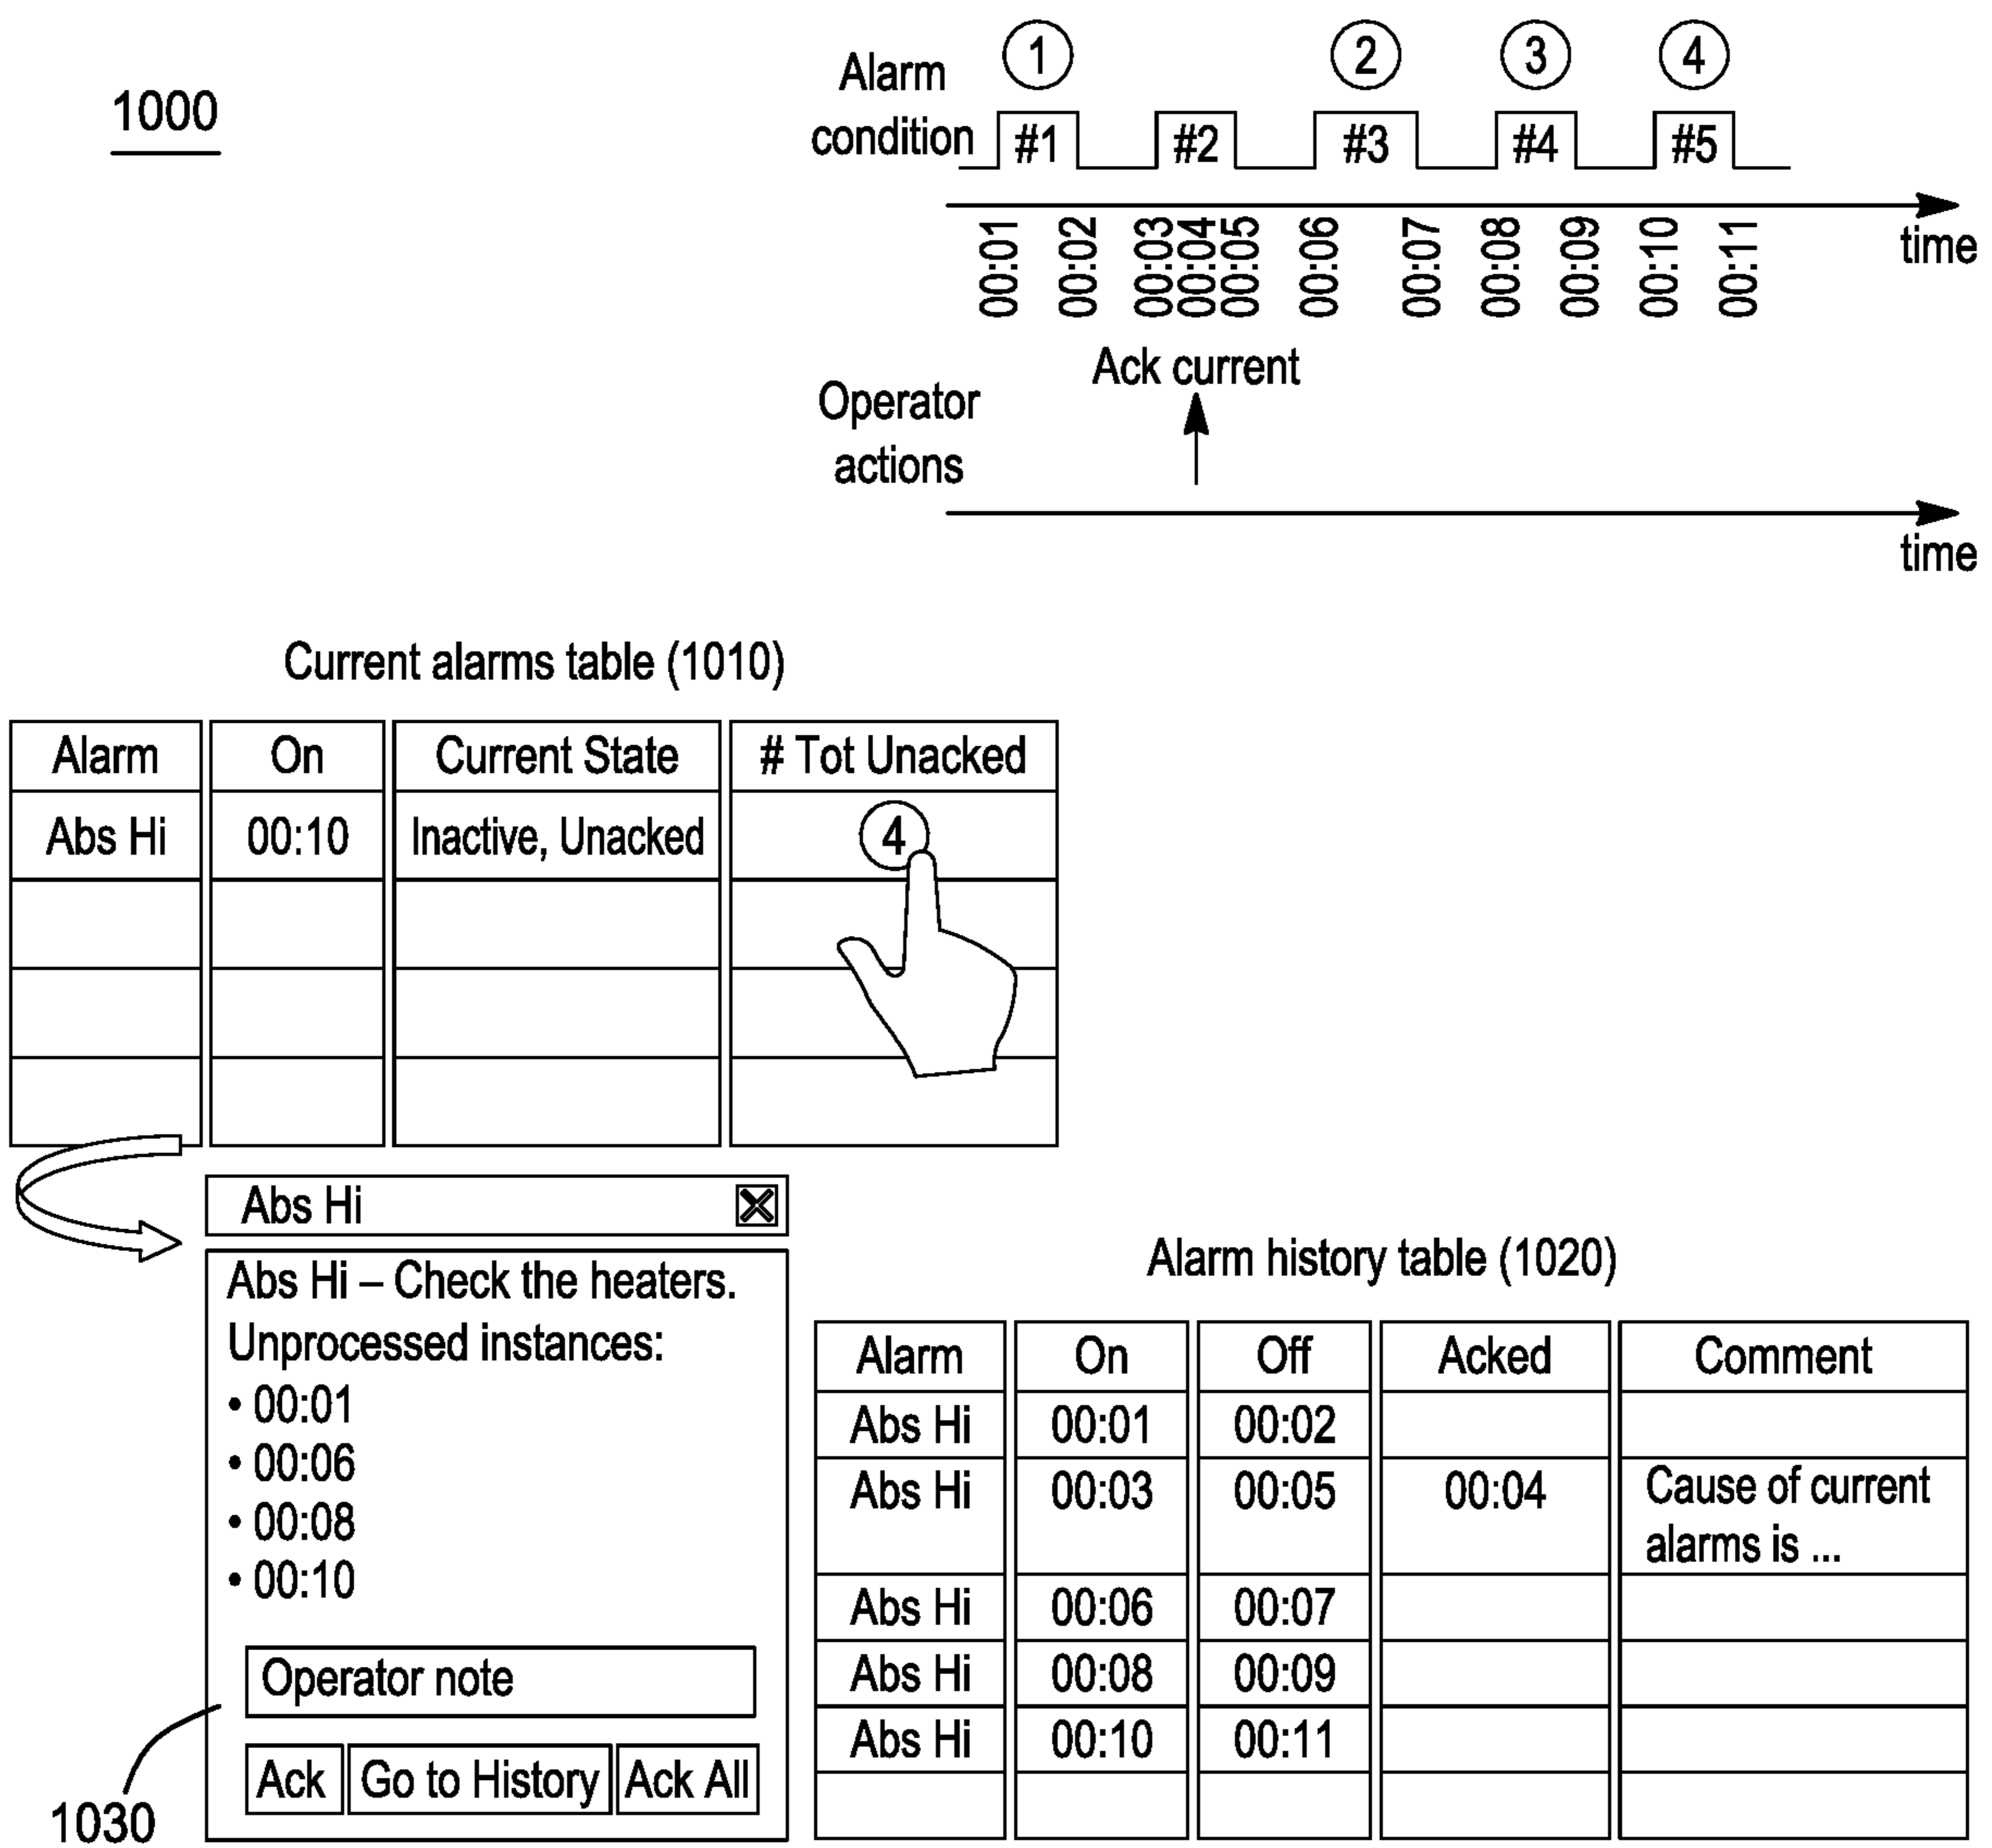 1000
1 2 3 4
Alarm
condition
#1 #2 #3 #4 #5
00:01 00:02 00:03 00:04 00:05 00:06 00:07 00:08 00:09 00:10 00:11
time
Ack current
Operator
actions
time
Current alarms table (1010)
Alarm On Current State # Tot Unacked
Abs Hi 00:10 Inactive, Unacked 4
Abs Hi
Abs Hi – Check the heaters.
Unprocessed instances:
• 00:01
• 00:06
• 00:08
• 00:10
Operator note
Ack Go to History Ack All
1030
Alarm history table (1020)
Alarm On Off Acked Comment
Abs Hi 00:01 00:02
Abs Hi 00:03 00:05 00:04 Cause of current
alarms is ...
Abs Hi 00:06 00:07
Abs Hi 00:08 00:09
Abs Hi 00:10 00:11